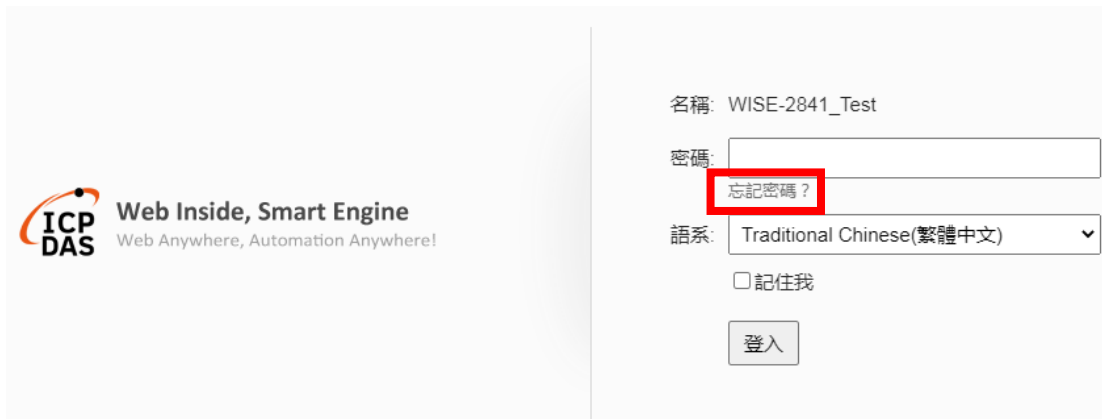 ICP
DAS
Web Inside, Smart Engine
Web Anywhere, Automation Anywhere!
名稱: WISE-2841_Test
密碼:
忘記密碼？
語系: Traditional Chinese(繁體中文)
記住我
登入